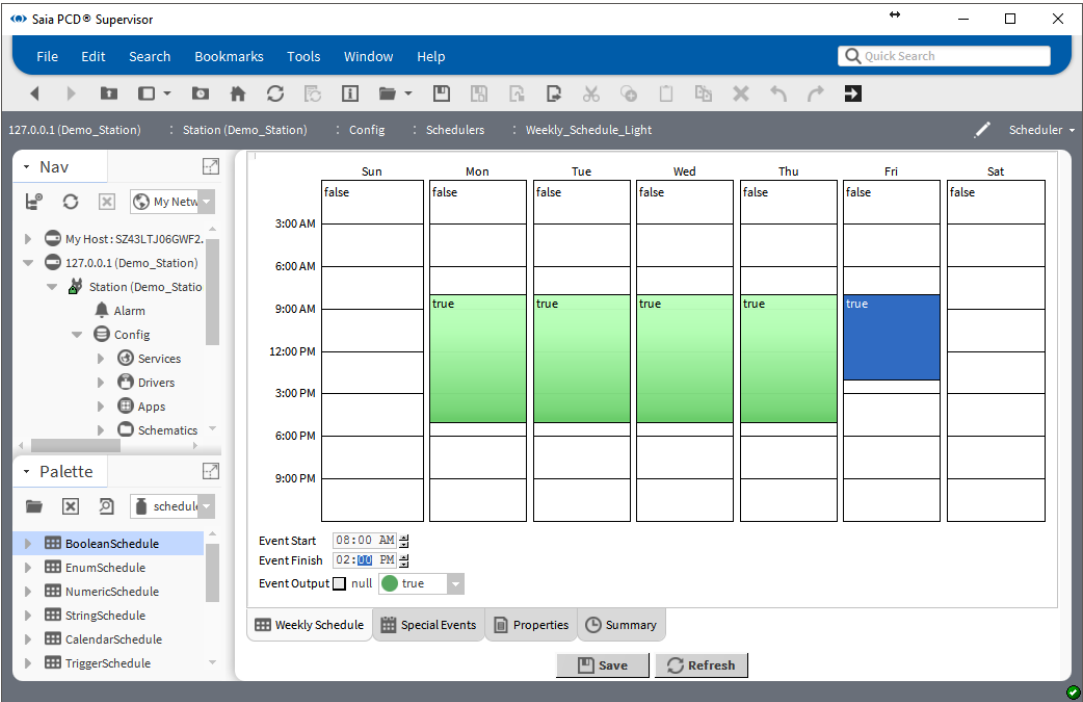 Saia PCD® Supervisor
File Edit Search Bookmarks Tools Window Help
Quick Search
127.0.0.1 (Demo_Station) : Station (Demo_Station) : Config : Schedulers : Weekly_Schedule_Light
Scheduler
Nav
My Netw
My Host : SZ43LTJ06GWF2.
127.0.0.1 (Demo_Station)
Station (Demo_Statio
Alarm
Config
Services
Drivers
Apps
Schematics
Palette
schedule
BooleanSchedule
EnumSchedule
NumericSchedule
StringSchedule
CalendarSchedule
TriggerSchedule
Sun Mon Tue Wed Thu Fri Sat
false false false false false false false
3:00 AM
6:00 AM
true true true true true
9:00 AM
12:00 PM
3:00 PM
6:00 PM
9:00 PM
Event Start 08:00 AM
Event Finish 02:00 PM
Event Output null true
Weekly Schedule Special Events Properties Summary
Save Refresh